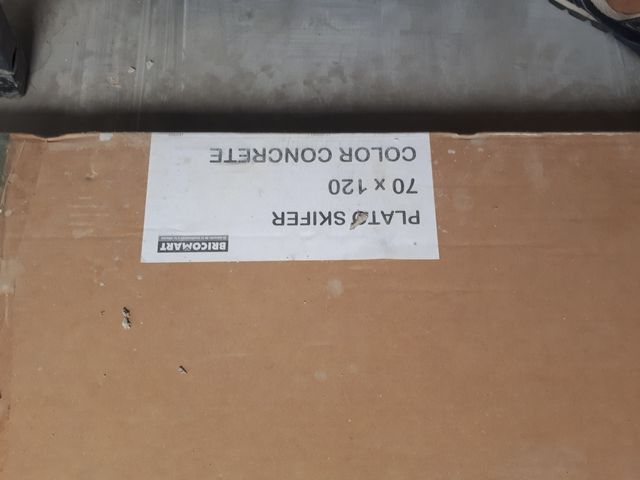 BRICOMART
PLATO SKIFER
70 x 120
COLOR CONCRETE